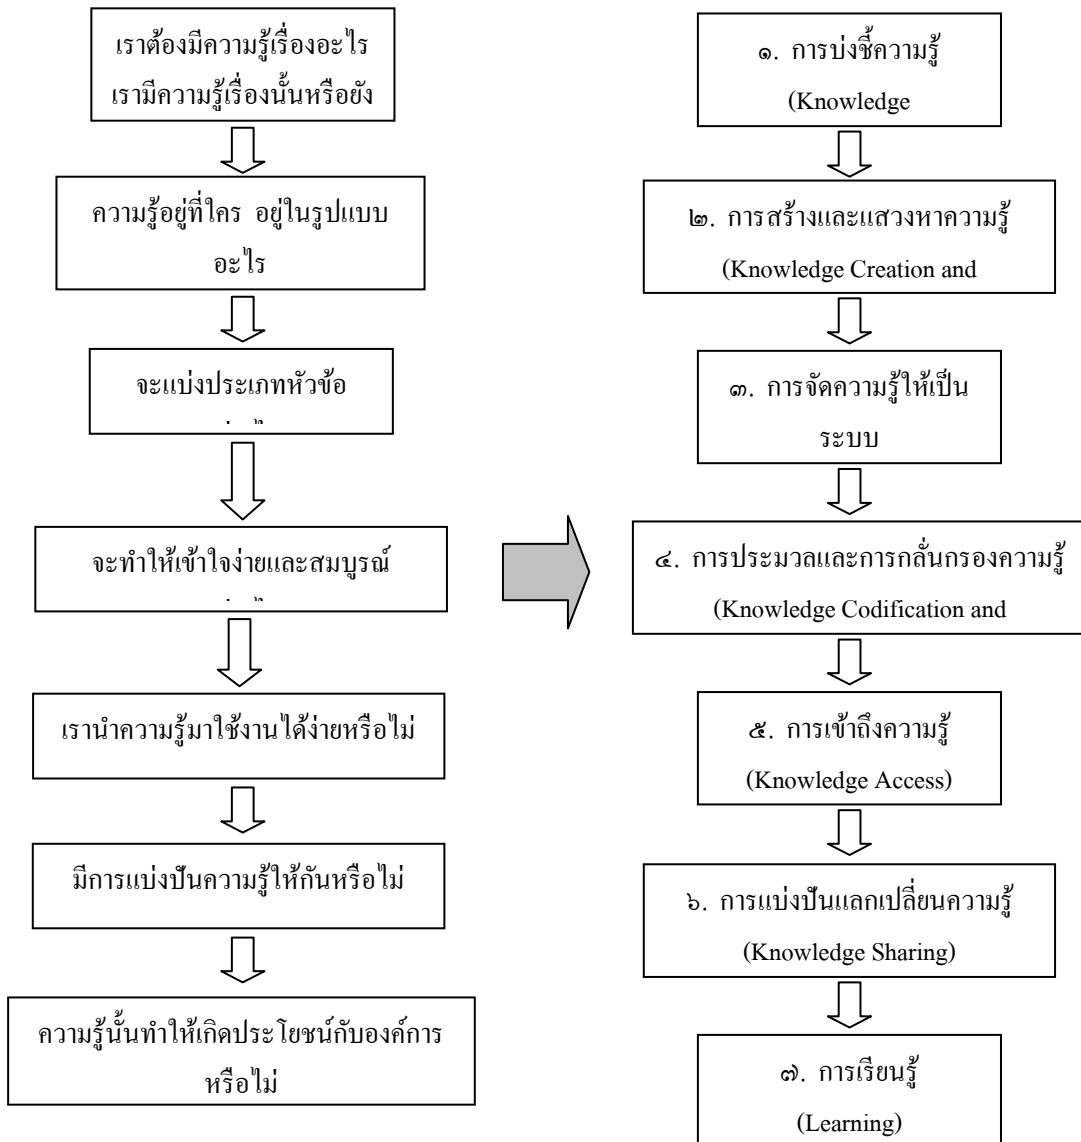 เราต้องมีความรู้เรื่องอะไร
เรามีความรู้เรื่องนั้นหรือยัง
ความรู้อยู่ที่ใคร อยู่ในรูปแบบ
อะไร
จะแบ่งประเภทหัวข้อ
จะทำให้เข้าใจง่ายและสมบูรณ์
เรานำความรู้มาใช้งานได้ง่ายหรือไม่
มีการแบ่งปันความรู้ให้กันหรือไม่
ความรู้นั้นทำให้เกิดประโยชน์กับองค์การ
หรือไม่
๑. การบ่งชี้ความรู้
(Knowledge
๒. การสร้างและแสวงหาความรู้
(Knowledge Creation and
๓. การจัดความรู้ให้เป็น
ระบบ
๔. การประมวลและการกลั่นกรองความรู้
(Knowledge Codification and
๕. การเข้าถึงความรู้
(Knowledge Access)
๖. การแบ่งปันแลกเปลี่ยนความรู้
(Knowledge Sharing)
๗. การเรียนรู้
(Learning)